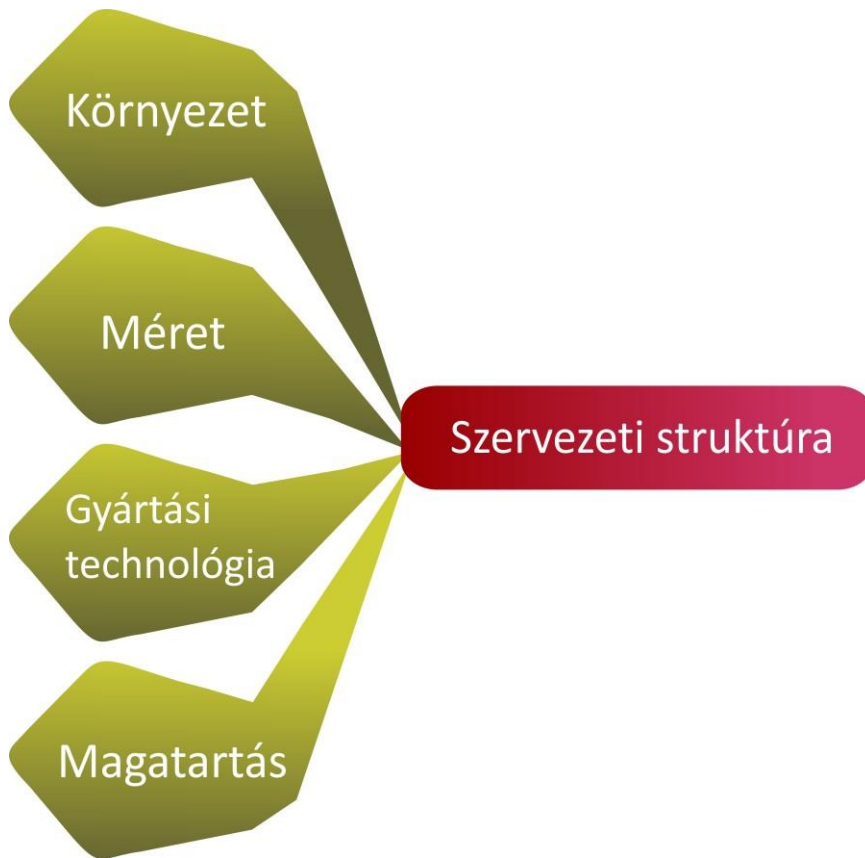 Környezet
Méret
Szervezeti struktúra
Gyártási
technológia
Magatartás